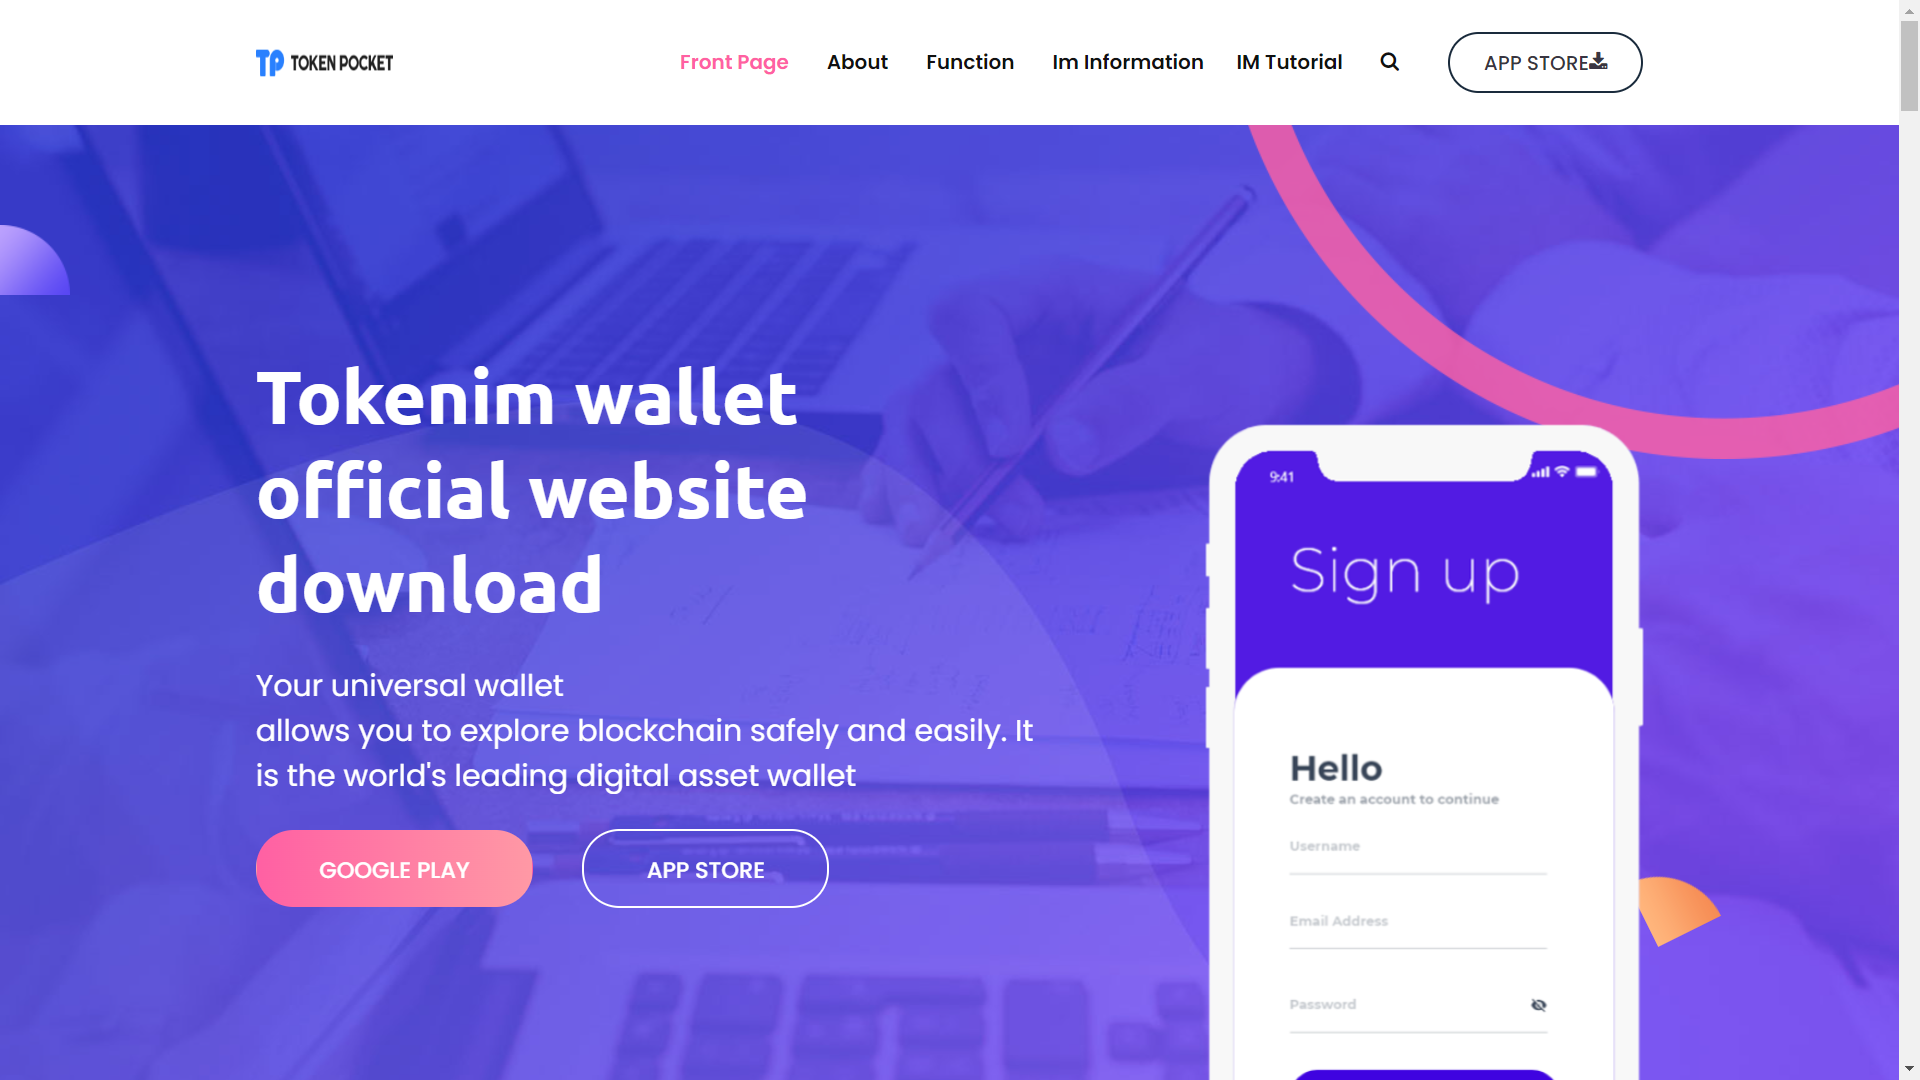 TP TOKEN POCKET
Front Page
About
Function
Im Information
IM Tutorial
APP STORE
Tokenim wallet
official website
download
Your universal wallet
allows you to explore blockchain safely and easily. It
is the world's leading digital asset wallet
GOOGLE PLAY
APP STORE
9:41
Sign up
Hello
Create an account to continue
Username
Email Address
Password